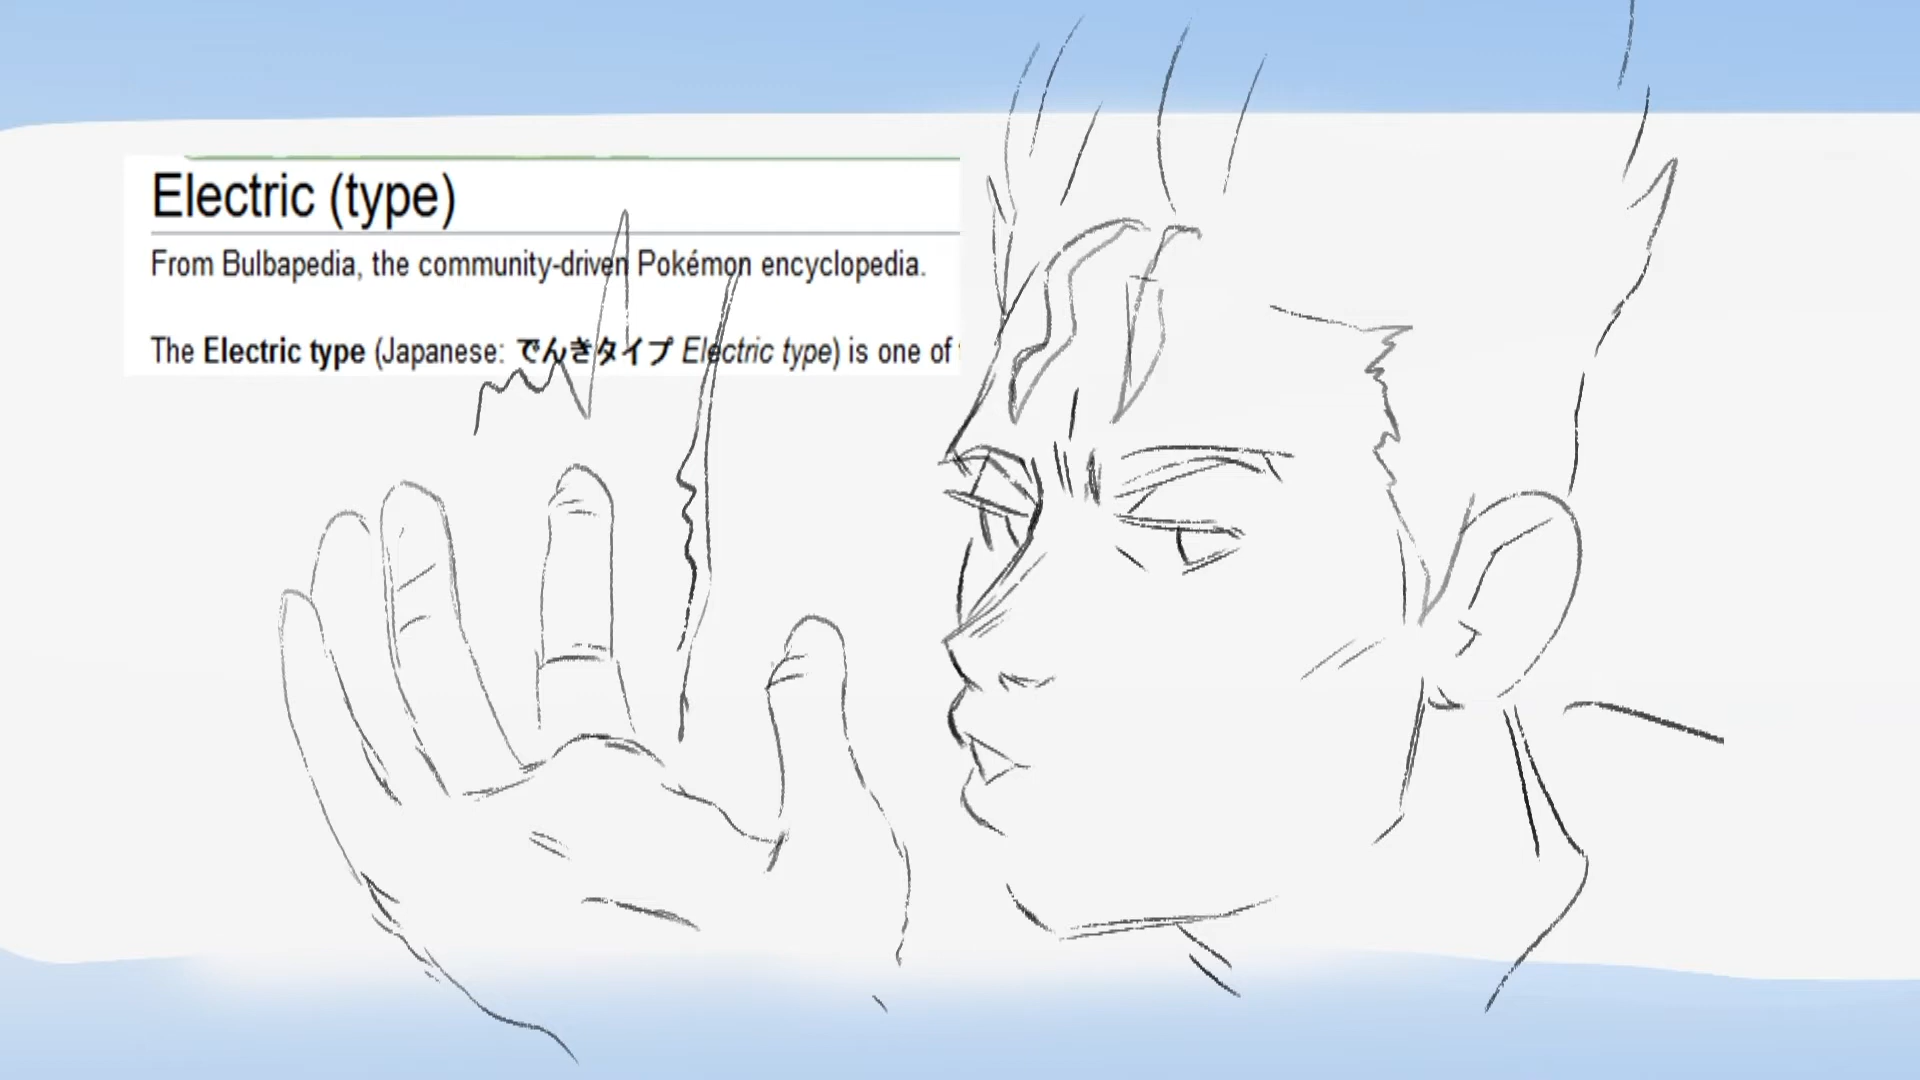 Electric (type)
From Bulbapedia, the community-driven Pokémon encyclopedia.
The Electric type (Japanese: でんきタイプ Electric type) is one of